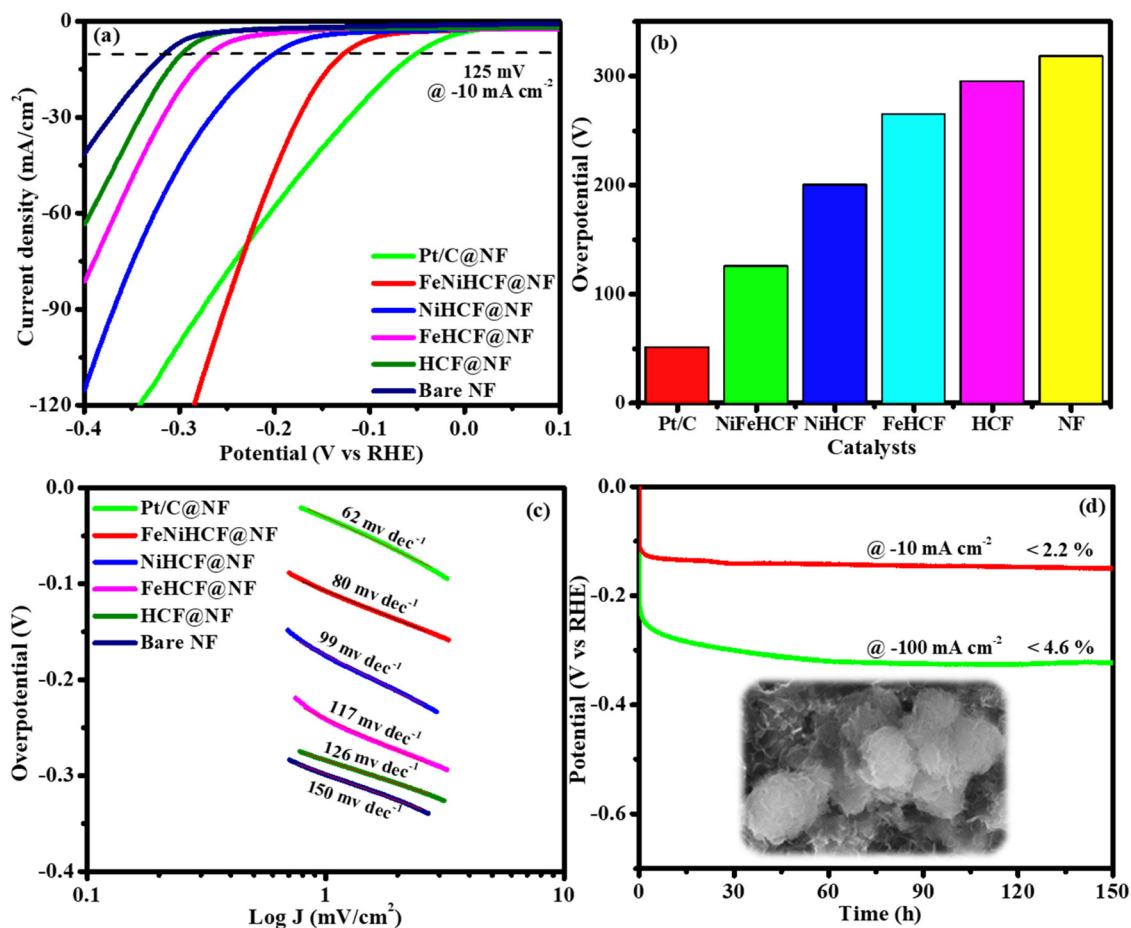 (a)
0
-30
-60
-90
-120
Current density (mA/cm²)
125 mV
@ -10 mA cm⁻²
Pt/C@NF
FeNiHCF@NF
NiHCF@NF
FeHCF@NF
HCF@NF
Bare NF
-0.4 -0.3 -0.2 -0.1 0.0 0.1
Potential (V vs RHE)
(b)
300
200
100
0
Overpotential (V)
Pt/C NiFeHCF NiHCF FeHCF HCF NF
Catalysts
(c)
0.0
-0.1
-0.2
-0.3
-0.4
Overpotential (V)
Pt/C@NF
FeNiHCF@NF
NiHCF@NF
FeHCF@NF
HCF@NF
Bare NF
62 mv dec⁻¹
80 mv dec⁻¹
99 mv dec⁻¹
117 mv dec⁻¹
126 mv dec⁻¹
150 mv dec⁻¹
0.1 1 10
Log J (mV/cm²)
(d)
0.0
-0.2
-0.4
-0.6
Potential (V vs RHE)
@ -10 mA cm⁻² < 2.2 %
@ -100 mA cm⁻² < 4.6 %
0 30 60 90 120 150
Time (h)